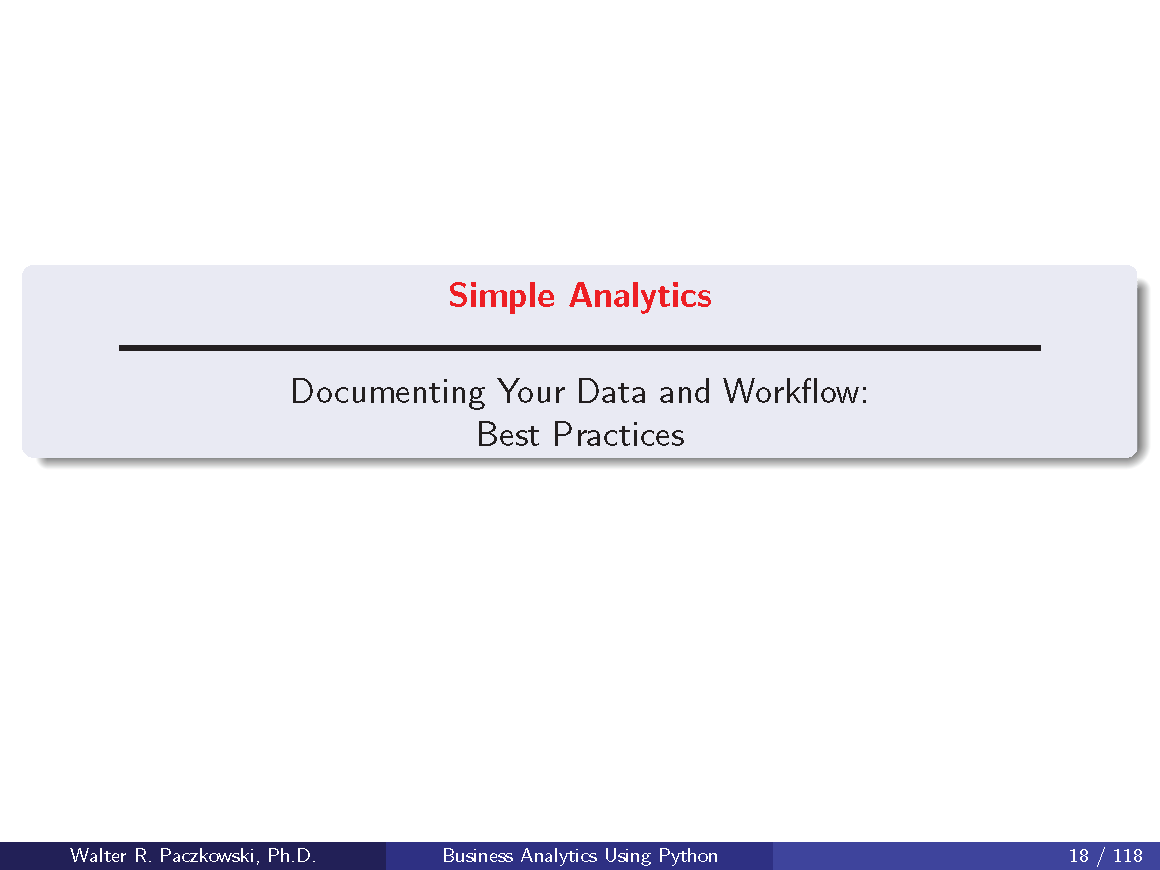 Simple Analytics
Documenting Your Data and Workflow:
Best Practices
Walter R. Paczkowski, Ph.D.
Business Analytics Using Python
18 / 118